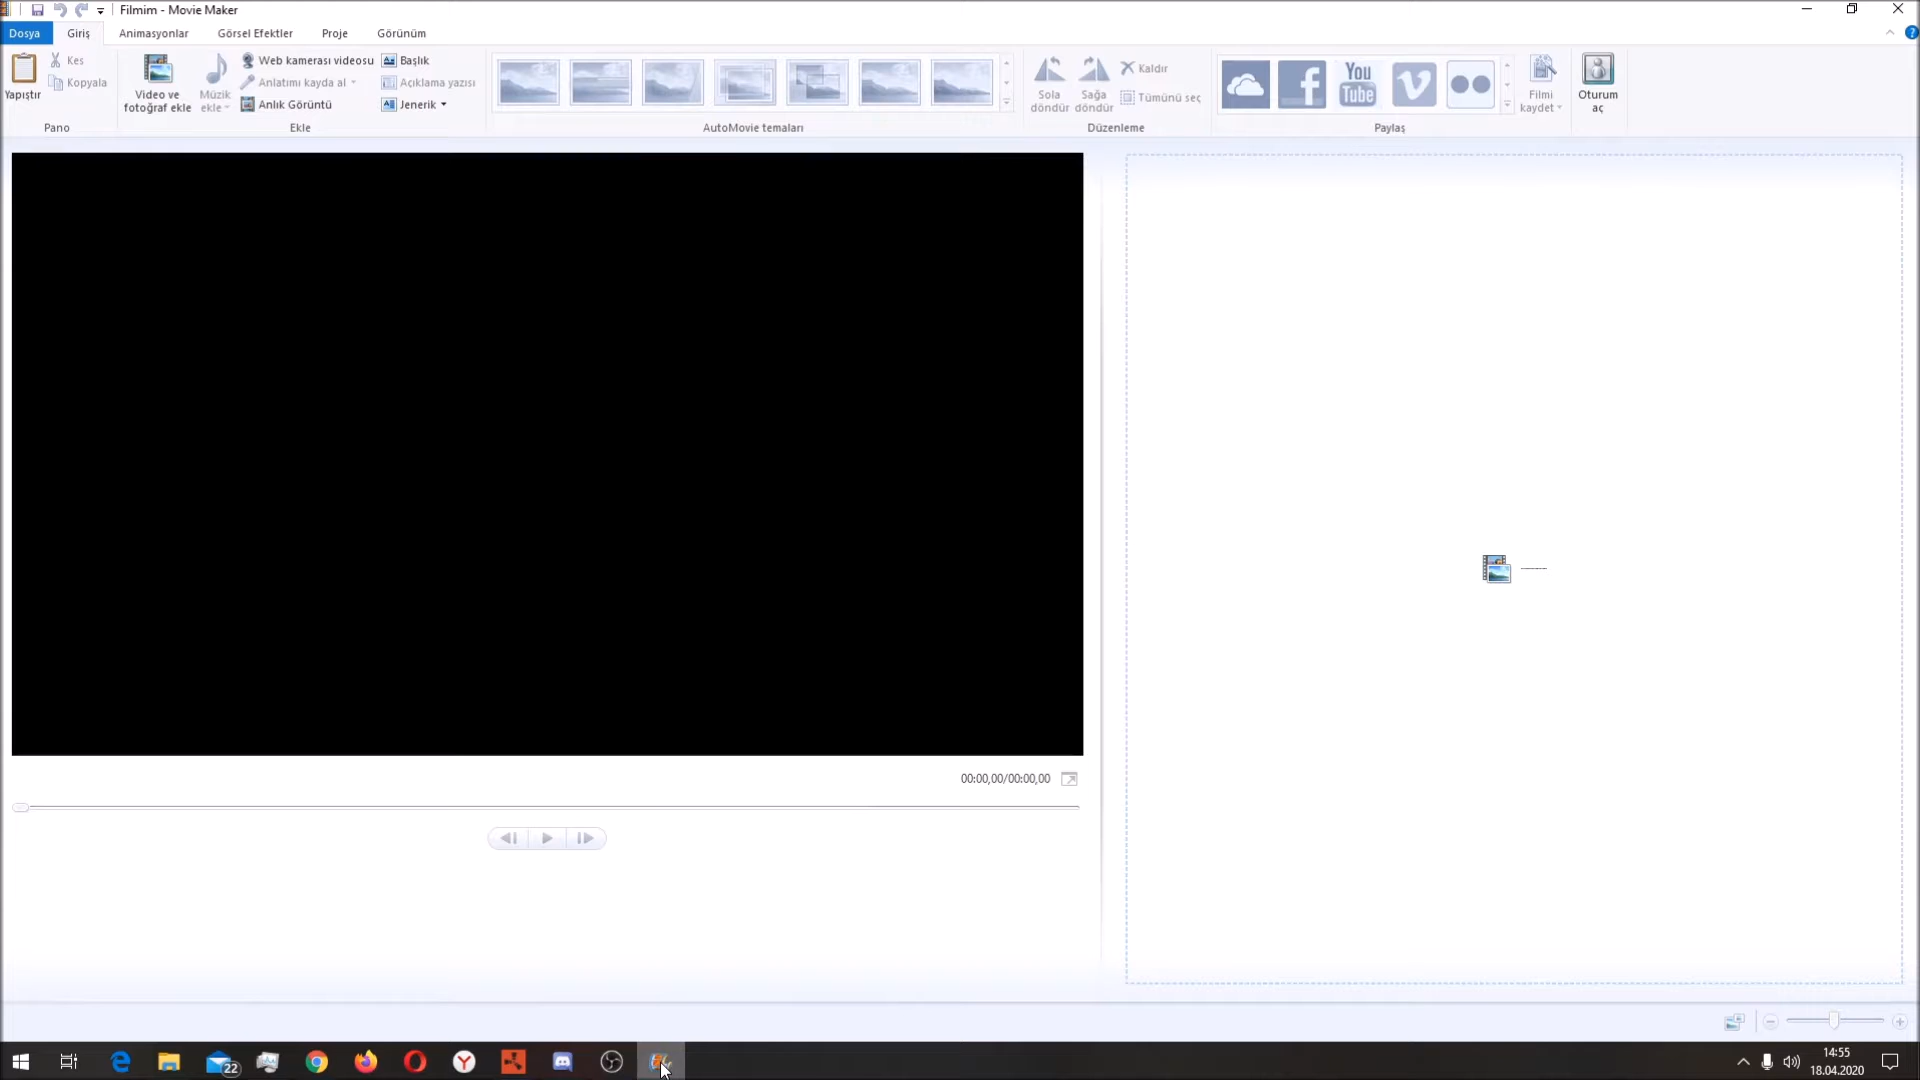 Filmim - Movie Maker
Dosya Giriş Animasyonlar Görsel Efektler Proje Görünüm
Yapıştır
Kes
Kopyala
Pano
Video ve
fotoğraf ekle
Müzik
ekle
Web kamerası videosu
Anlatımı kayda al
Anlık Görüntü
Başlık
Açıklama yazısı
Jenerik
Ekle
AutoMovie temaları
Sola
döndür
Sağa
döndür
Kaldır
Tümünü seç
Düzenleme
You
Tube
Paylaş
Filmi
kaydet
Oturum
aç
00:00,00/00:00,00
22
14:55
18.04.2020